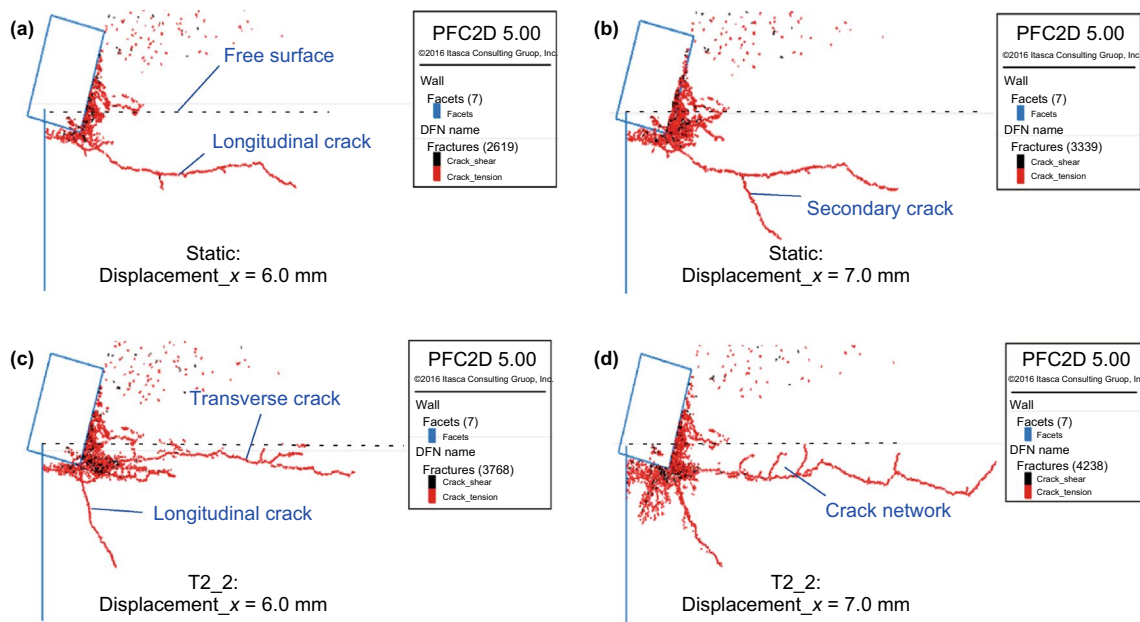 (a)
Free surface
Longitudinal crack
Static:
Displacement_x = 6.0 mm
PFC2D 5.00
©2016 Itasca Consulting Gruop, Inc.
Wall
Facets (7)
Facets
DFN name
Fractures (2619)
Crack_shear
Crack_tension
(b)
Secondary crack
Static:
Displacement_x = 7.0 mm
PFC2D 5.00
©2016 Itasca Consulting Gruop, Inc.
Wall
Facets (7)
Facets
DFN name
Fractures (3339)
Crack_shear
Crack_tension
(c)
Transverse crack
Longitudinal crack
T2_2:
Displacement_x = 6.0 mm
PFC2D 5.00
©2016 Itasca Consulting Gruop, Inc.
Wall
Facets (7)
Facets
DFN name
Fractures (3768)
Crack_shear
Crack_tension
(d)
Crack network
T2_2:
Displacement_x = 7.0 mm
PFC2D 5.00
©2016 Itasca Consulting Gruop, Inc.
Wall
Facets (7)
Facets
DFN name
Fractures (4238)
Crack_shear
Crack_tension